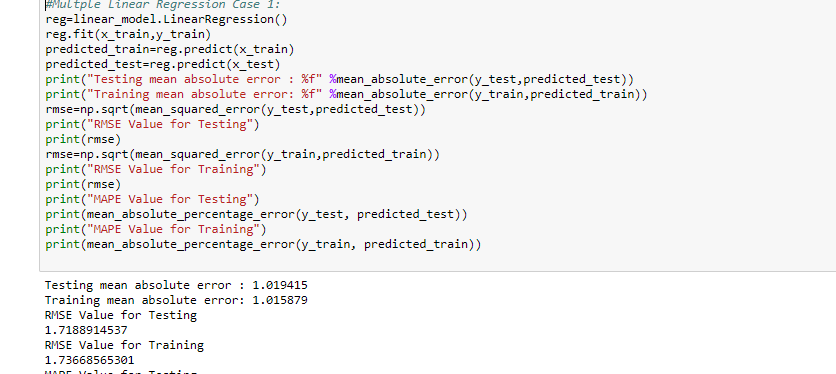 #Multple Linear Regression Case 1:
reg=linear_model.LinearRegression()
reg.fit(x_train,y_train)
predicted_train=reg.predict(x_train)
predicted_test=reg.predict(x_test)
print("Testing mean absolute error : %f" %mean_absolute_error(y_test,predicted_test))
print("Training mean absolute error: %f" %mean_absolute_error(y_train,predicted_train))
rmse=np.sqrt(mean_squared_error(y_test,predicted_test))
print("RMSE Value for Testing")
print(rmse)
rmse=np.sqrt(mean_squared_error(y_train,predicted_train))
print("RMSE Value for Training")
print(rmse)
print("MAPE Value for Testing")
print(mean_absolute_percentage_error(y_test, predicted_test))
print("MAPE Value for Training")
print(mean_absolute_percentage_error(y_train, predicted_train))
Testing mean absolute error : 1.019415
Training mean absolute error: 1.015879
RMSE Value for Testing
1.7188914537
RMSE Value for Training
1.73668565301
MAPE Value for Testing